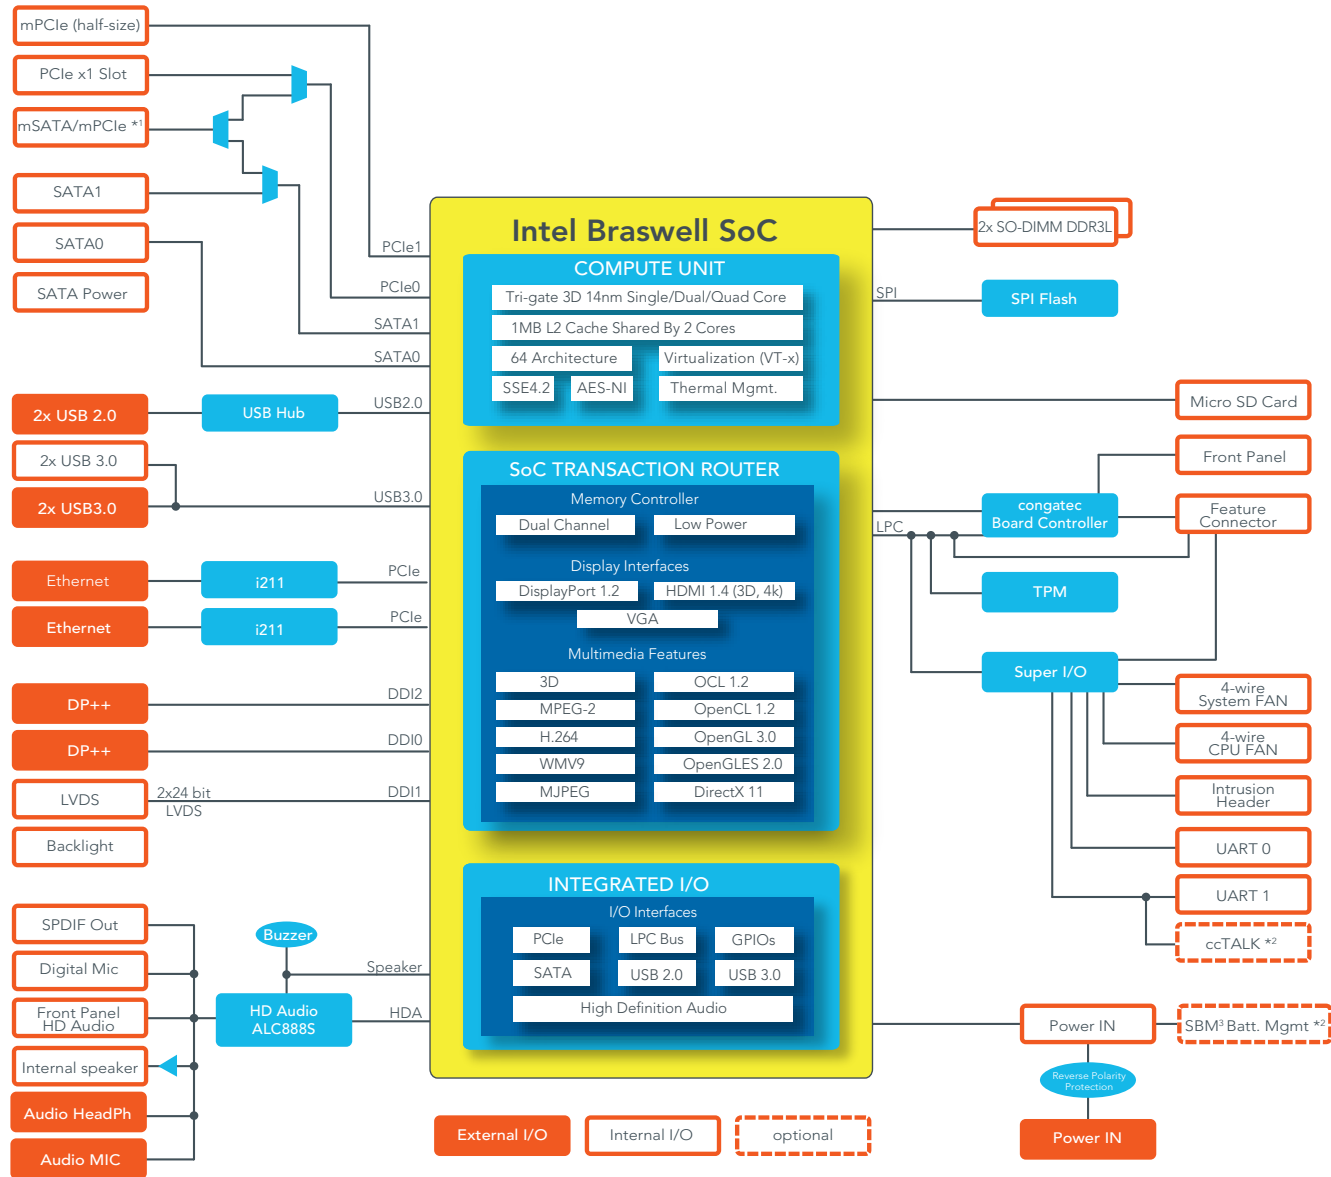 mPCIe (half-size)
PCIe x1 Slot
mSATA/mPCIe *1
SATA1
SATA0
SATA Power
2x USB 2.0
2x USB 3.0
2x USB3.0
Ethernet
Ethernet
DP++
DP++
LVDS
Backlight
SPDIF Out
Digital Mic
Front Panel
HD Audio
Internal speaker
Audio HeadPh
Audio MIC
USB Hub
i211
i211
2x24 bit
LVDS
Buzzer
HD Audio
ALC888S
PCIe1
PCIe0
SATA1
SATA0
USB2.0
USB3.0
PCIe
PCIe
DDI2
DDI0
DDI1
Speaker
HDA
Intel Braswell SoC
COMPUTE UNIT
Tri-gate 3D 14nm Single/Dual/Quad Core
1MB L2 Cache Shared By 2 Cores
64 Architecture
Virtualization (VT-x)
SSE4.2
AES-NI
Thermal Mgmt.
SoC TRANSACTION ROUTER
Memory Controller
Dual Channel
Low Power
Display Interfaces
DisplayPort 1.2
HDMI 1.4 (3D, 4k)
VGA
Multimedia Features
3D
OCL 1.2
MPEG-2
OpenCL 1.2
H.264
OpenGL 3.0
WMV9
OpenGLES 2.0
MJPEG
DirectX 11
INTEGRATED I/O
I/O Interfaces
PCIe
LPC Bus
GPIOs
SATA
USB 2.0
USB 3.0
High Definition Audio
SPI
LPC
2x SO-DIMM DDR3L
SPI Flash
Micro SD Card
Front Panel
congatec
Board Controller
Feature
Connector
TPM
Super I/O
4-wire
System FAN
4-wire
CPU FAN
Intrusion
Header
UART 0
UART 1
ccTALK *2
Power IN
SBM3 Batt. Mgmt *2
Reverse Polarity
Protection
Power IN
External I/O
Internal I/O
optional